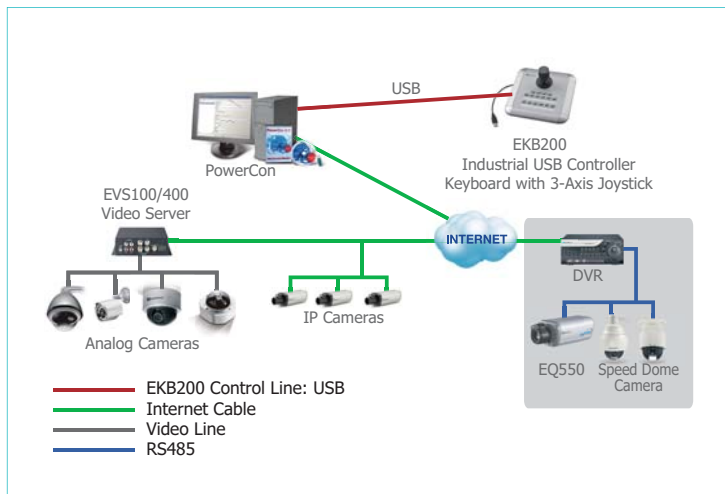 USB
PowerCon
EKB200
Industrial USB Controller
Keyboard with 3-Axis Joystick
EVS100/400
Video Server
INTERNET
DVR
IP Cameras
Analog Cameras
EQ550
Speed Dome
Camera
EKB200 Control Line: USB
Internet Cable
Video Line
RS485